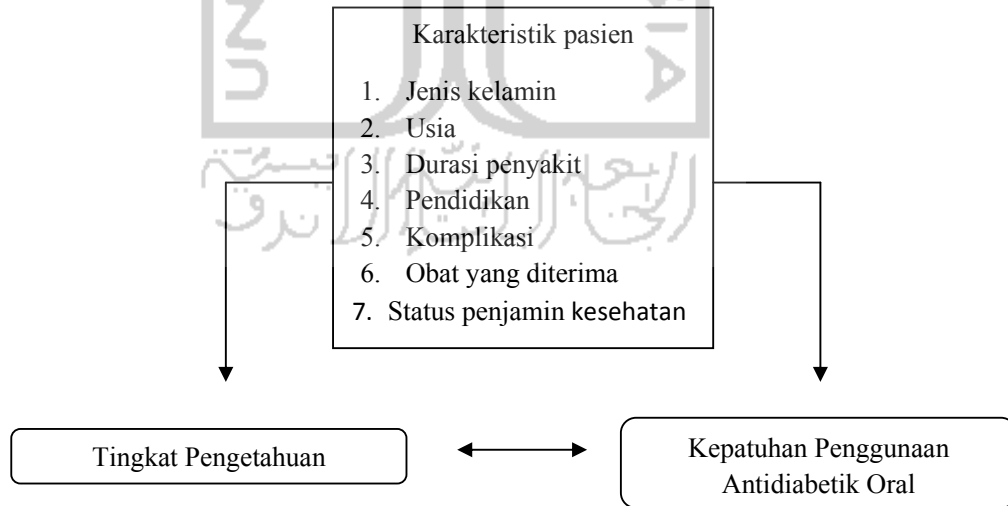 Karakteristik pasien
1. Jenis kelamin
2. Usia
3. Durasi penyakit
4. Pendidikan
5. Komplikasi
6. Obat yang diterima
7. Status penjamin kesehatan
Tingkat Pengetahuan
Kepatuhan Penggunaan
Antidiabetik Oral